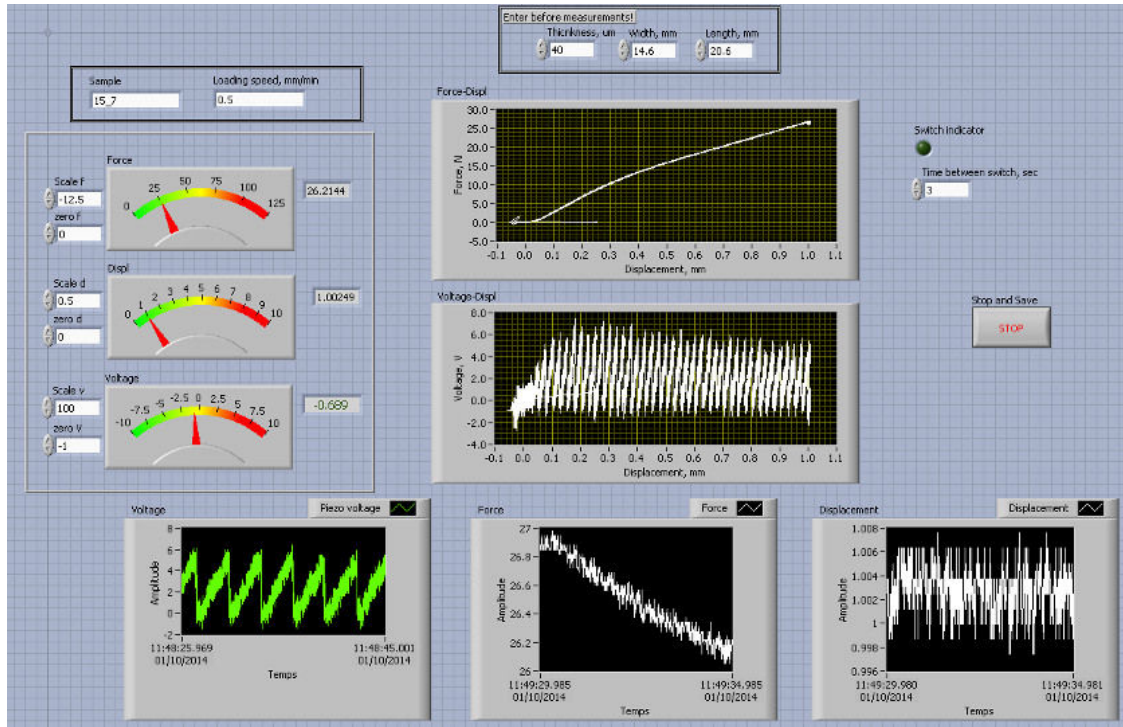 Enter before measurements!
Thicnkness, um Width, mm Length, mm
40 14.6 20.6
Sample Loading speed, mm/min
15_7 0.5
Force-Displ
30.0
25.0
20.0
15.0
10.0
5.0
0.0
-5.0
Force, N
-0.1 0.0 0.1 0.2 0.3 0.4 0.5 0.6 0.7 0.8 0.9 1.0 1.1
Displacement, mm
Switch indicator
Time between switch, sec
3
Force
Scale f
-12.5
zero f
0
0 25 50 75 100 125
26.2144
Displ
Scale d
0.5
zero d
0
0 1 2 3 4 5 6 7 8 9 10
1.00249
Voltage-Displ
8.0
6.0
4.0
2.0
0.0
-2.0
-4.0
Voltage, V
-0.1 0.0 0.1 0.2 0.3 0.4 0.5 0.6 0.7 0.8 0.9 1.0 1.1
Displacement, mm
Stop and Save
STOP
Voltage
Scale v
100
zero V
-1
-10 -7.5 -5 -2.5 0 2.5 5 7.5 10
-0.689
Voltage Piezo voltage
8
6
4
2
0
-2
Amplitude
11:48:25.969 11:48:45.001
01/10/2014 01/10/2014
Temps
Force Force
27
26.8
26.6
26.4
26.2
26
Amplitude
11:49:29.985 11:49:34.985
01/10/2014 01/10/2014
Temps
Displacement Displacement
1.008
1.006
1.004
1.002
1
0.998
0.996
Amplitude
11:49:29.980 11:49:34.981
01/10/2014 01/10/2014
Temps